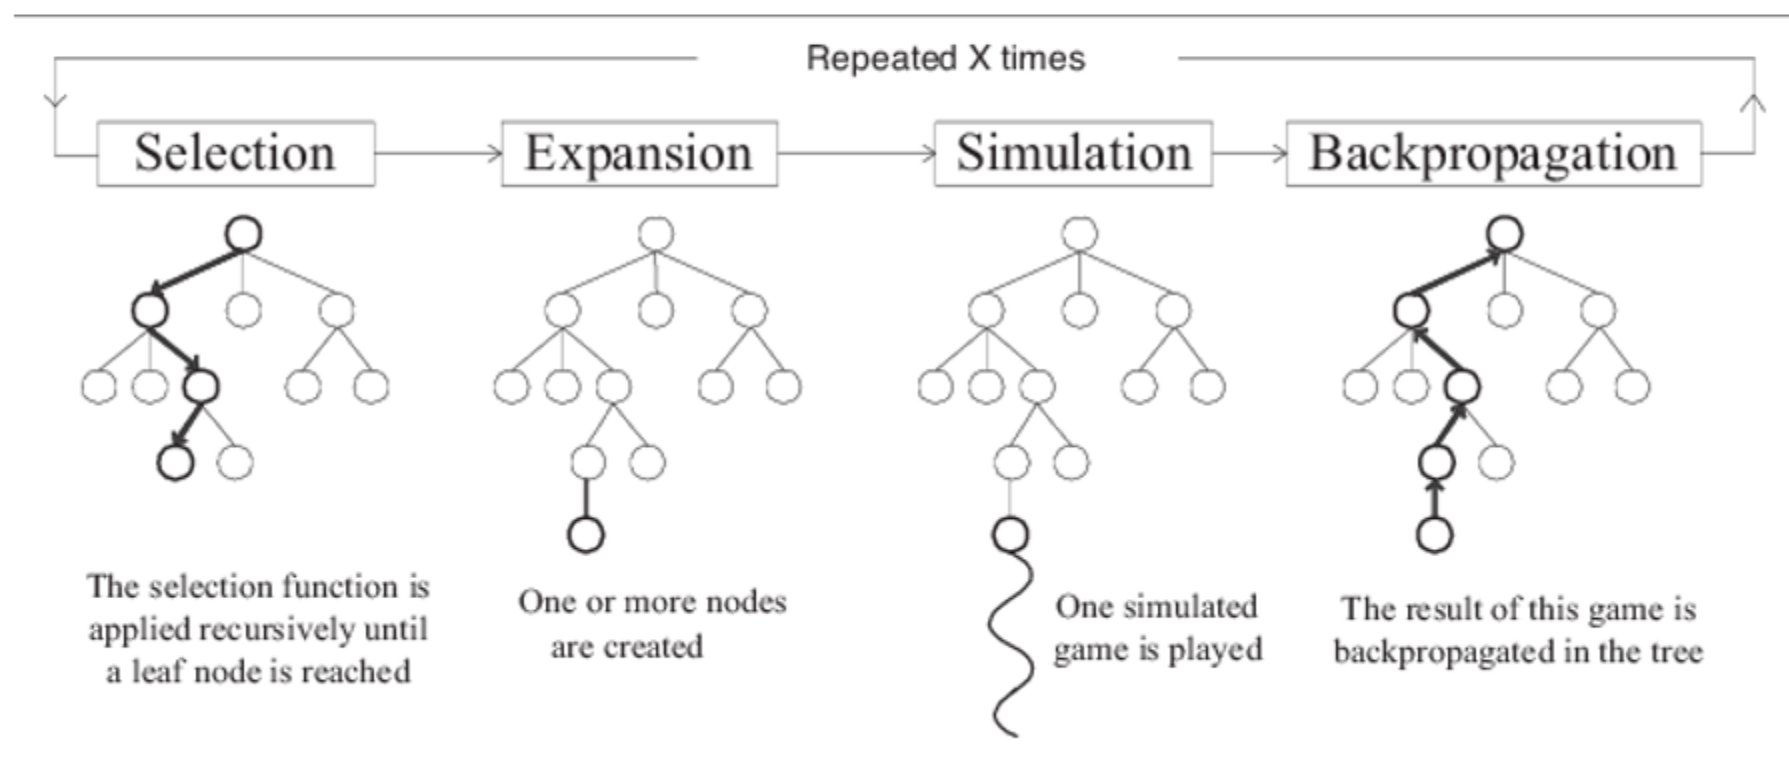 Repeated X times
Selection
Expansion
Simulation
Backpropagation
The selection function is
applied recursively until
a leaf node is reached
One or more nodes
are created
One simulated
game is played
The result of this game is
backpropagated in the tree